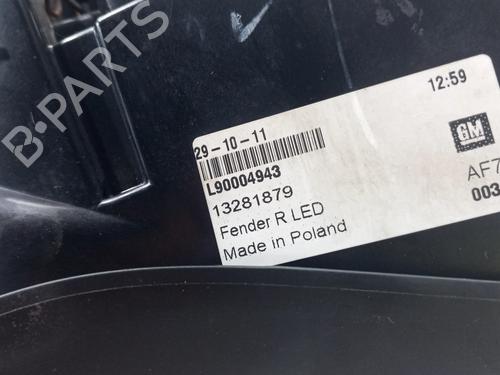 B-PARTS
29-10-11
12:59
L90004943
GM
13281879
AF7
Fender R LED
003
Made in Poland